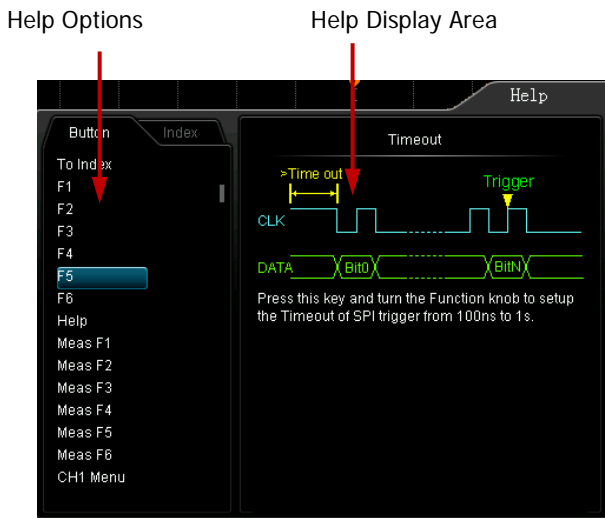 Help Options
Help Display Area
Help
Button
Index
To Index
F1
F2
F3
F4
F5
F6
Help
Meas F1
Meas F2
Meas F3
Meas F4
Meas F5
Meas F6
CH1 Menu
Timeout
>Time out
Trigger
CLK
DATA
Bit0
BitN
Press this key and turn the Function knob to setup
the Timeout of SPI trigger from 100ns to 1s.